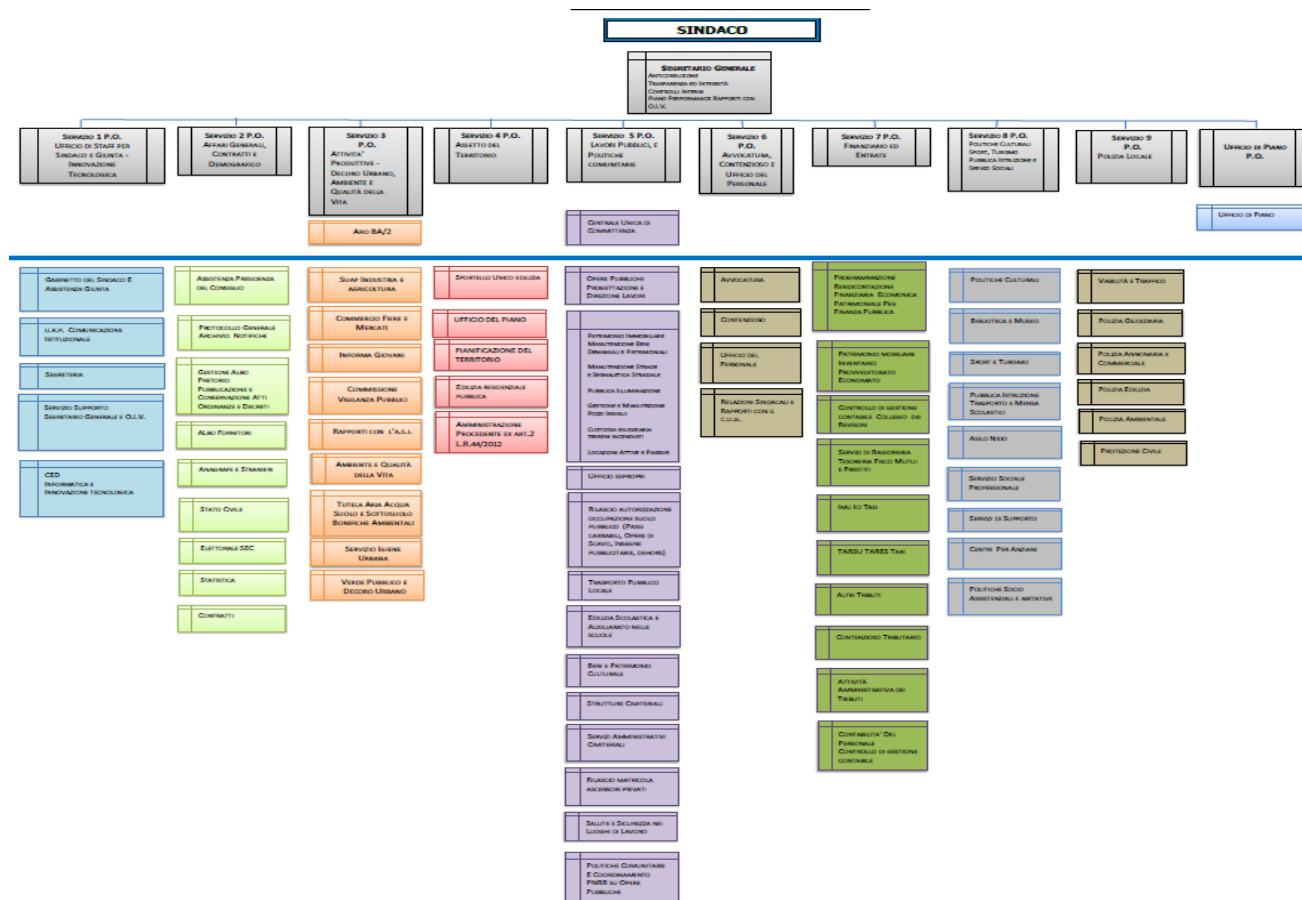 SINDACO
SEGRETARIO GENERALE
ANTICORRUZIONE
TRASPARENZA ED INTEGRITÀ
CONTROLLI INTERNI
PIANO PERFORMANCE RAPPORTI CON
O.I.V.
SERVIZIO 1 P.O.
UFFICIO DI STAFF PER
SINDACO E GIUNTA -
INNOVAZIONE
TECNOLOGICA
SERVIZIO 2 P.O.
AFFARI GENERALI,
CONTRATTI E
DEMOGRAFICO
SERVIZIO 3
P.O.
ATTIVITA'
PRODUTTIVE -
DECORO URBANO,
AMBIENTE E
QUALITÀ DELLA
VITA
SERVIZIO 4 P.O.
ASSETTO DEL
TERRITORIO
SERVIZIO 5 P.O.
LAVORI PUBBLICI, E
POLITICHE
COMUNITARIE
SERVIZIO 6
P.O.
AVVOCATURA,
CONTENZIOSO E
UFFICIO DEL
PERSONALE
SERVIZIO 7 P.O.
FINANZIARIO ED
ENTRATE
SERVIZIO 8 P.O.
POLITICHE CULTURALI
SPORT, TURISMO
PUBBLICA ISTRUZIONE E
SERVIZI SOCIALI
SERVIZIO 9
P.O.
POLIZIA LOCALE
UFFICIO DI PIANO
P.O.
ARO BA/2
CENTRALE UNICA DI
COMMITTENZA
UFFICIO DI PIANO
GABINETTO DEL SINDACO E
ASSISTENZA GIUNTA
U.R.P. COMUNICAZIONE
ISTITUZIONALE
SEGRETERIA
SERVIZIO SUPPORTO
SEGRETARIO GENERALE E O.I.V.
CED
INFORMATICA E
INNOVAZIONE TECNOLOGICA
ASSISTENZA PRESIDENZA
DEL CONSIGLIO
PROTOCOLLO GENERALE
ARCHIVIO NOTIFICHE
GESTIONE ALBO
PRETORIO
PUBBLICAZIONE E
CONSERVAZIONE ATTI
ORDINANZE E DECRETI
ALBO FORNITORI
ANAGRAFE E STRANIERI
STATO CIVILE
ELETTORALE SEC
STATISTICA
CONTRATTI
SUAP INDUSTRIA E
AGRICOLTURA
COMMERCIO FIERE E
MERCATI
INFORMA GIOVANI
COMMISSIONE
VIGILANZA PUBBLICI
RAPPORTI CON L'A.S.L.
AMBIENTE E QUALITÀ
DELLA VITA
TUTELA ARIA ACQUA
SUOLO E SOTTOSUOLO
BONIFICHE AMBIENTALI
SERVIZIO IGIENE
URBANA
VERDE PUBBLICO E
DECORO URBANO
SPORTELLO UNICO EDILIZIA
UFFICIO DEL PIANO
PIANIFICAZIONE DEL
TERRITORIO
EDILIZIA RESIDENZIALE
PUBBLICA
AMMINISTRAZIONE
PROCEDENTE EX ART.2
L.R.44/2012
OPERE PUBBLICHE
PROGETTAZIONE E
DIREZIONE LAVORI
PATRIMONIO IMMOBILIARE
MANUTENZIONE BENI
DEMANIALI E PATRIMONIALI
MANUTENZIONE STRADE
E SEGNALETICA STRADALE
PUBBLICA ILLUMINAZIONE
GESTIONE E MANUTENZIONE
POZZI IRRIGUI
CUSTODIA GIUDIZIARIA
TERRENI INCENDIATI
LOCAZIONI ATTIVE E PASSIVE
UFFICIO ESPROPRI
RILASCIO AUTORIZZAZIONE
OCCUPAZIONE SUOLO
PUBBLICO (PASSI
CARRABILI, OPERE DI
SCAVO, INSEGNE
PUBBLICITARIE, DEHORS)
TRASPORTO PUBBLICO
LOCALE
EDILIZIA SCOLASTICA E
AUSILIARATO NELLE
SCUOLE
BENI E PATRIMONIO
CULTURALE
STRUTTURE CIMITERIALI
SERVIZI AMMINISTRATIVI
CIMITERIALI
RILASCIO MATRICOLA
ASCENSORI PRIVATI
SALUTE E SICUREZZA NEI
LUOGHI DI LAVORO
POLITICHE COMUNITARIE
E COORDINAMENTO
PNRR SU OPERE
PUBBLICHE
AVVOCATURA
CONTENZIOSO
UFFICIO DEL
PERSONALE
RELAZIONI SINDACALI E
RAPPORTI CON IL
C.U.G.
PROGRAMMAZIONE
RENDICONTAZIONE
FINANZIARIA ECONOMICA
PATRIMONIALE PEG
FINANZA PUBBLICA
PATRIMONIO MOBILIARE
INVENTARIO
PROVVEDITORATO
ECONOMATO
CONTROLLO DI GESTIONE
CONTABILE COLLEGIO DEI
REVISORI
SERVIZI DI RAGIONERIA
TESORERIA FISCO MUTUI
E PRESTITI
IMU ICI TASI
TARSU TARES TARI
ALTRI TRIBUTI
CONTENZIOSO TRIBUTARIO
ATTIVITÀ
AMMINISTRATIVA DEI
TRIBUTI
CONTABILITA' DEL
PERSONALE
CONTROLLO DI GESTIONE
CONTABILE
POLITICHE CULTURALI
BIBLIOTECA E MUSEO
SPORT E TURISMO
PUBBLICA ISTRUZIONE
TRASPORTO E MENSA
SCOLASTICI
ASILO NIDO
SERVIZIO SOCIALE
PROFESSIONALE
SERVIZI DI SUPPORTO
CENTRI PER ANZIANI
POLITICHE SOCIO
ASSISTENZIALI E ABITATIVE
VIABILITÀ E TRAFFICO
POLIZIA GIUDIZIARIA
POLIZIA ANNONARIA E
COMMERCIALE
POLIZIA EDILIZIA
POLIZIA AMBIENTALE
PROTEZIONE CIVILE